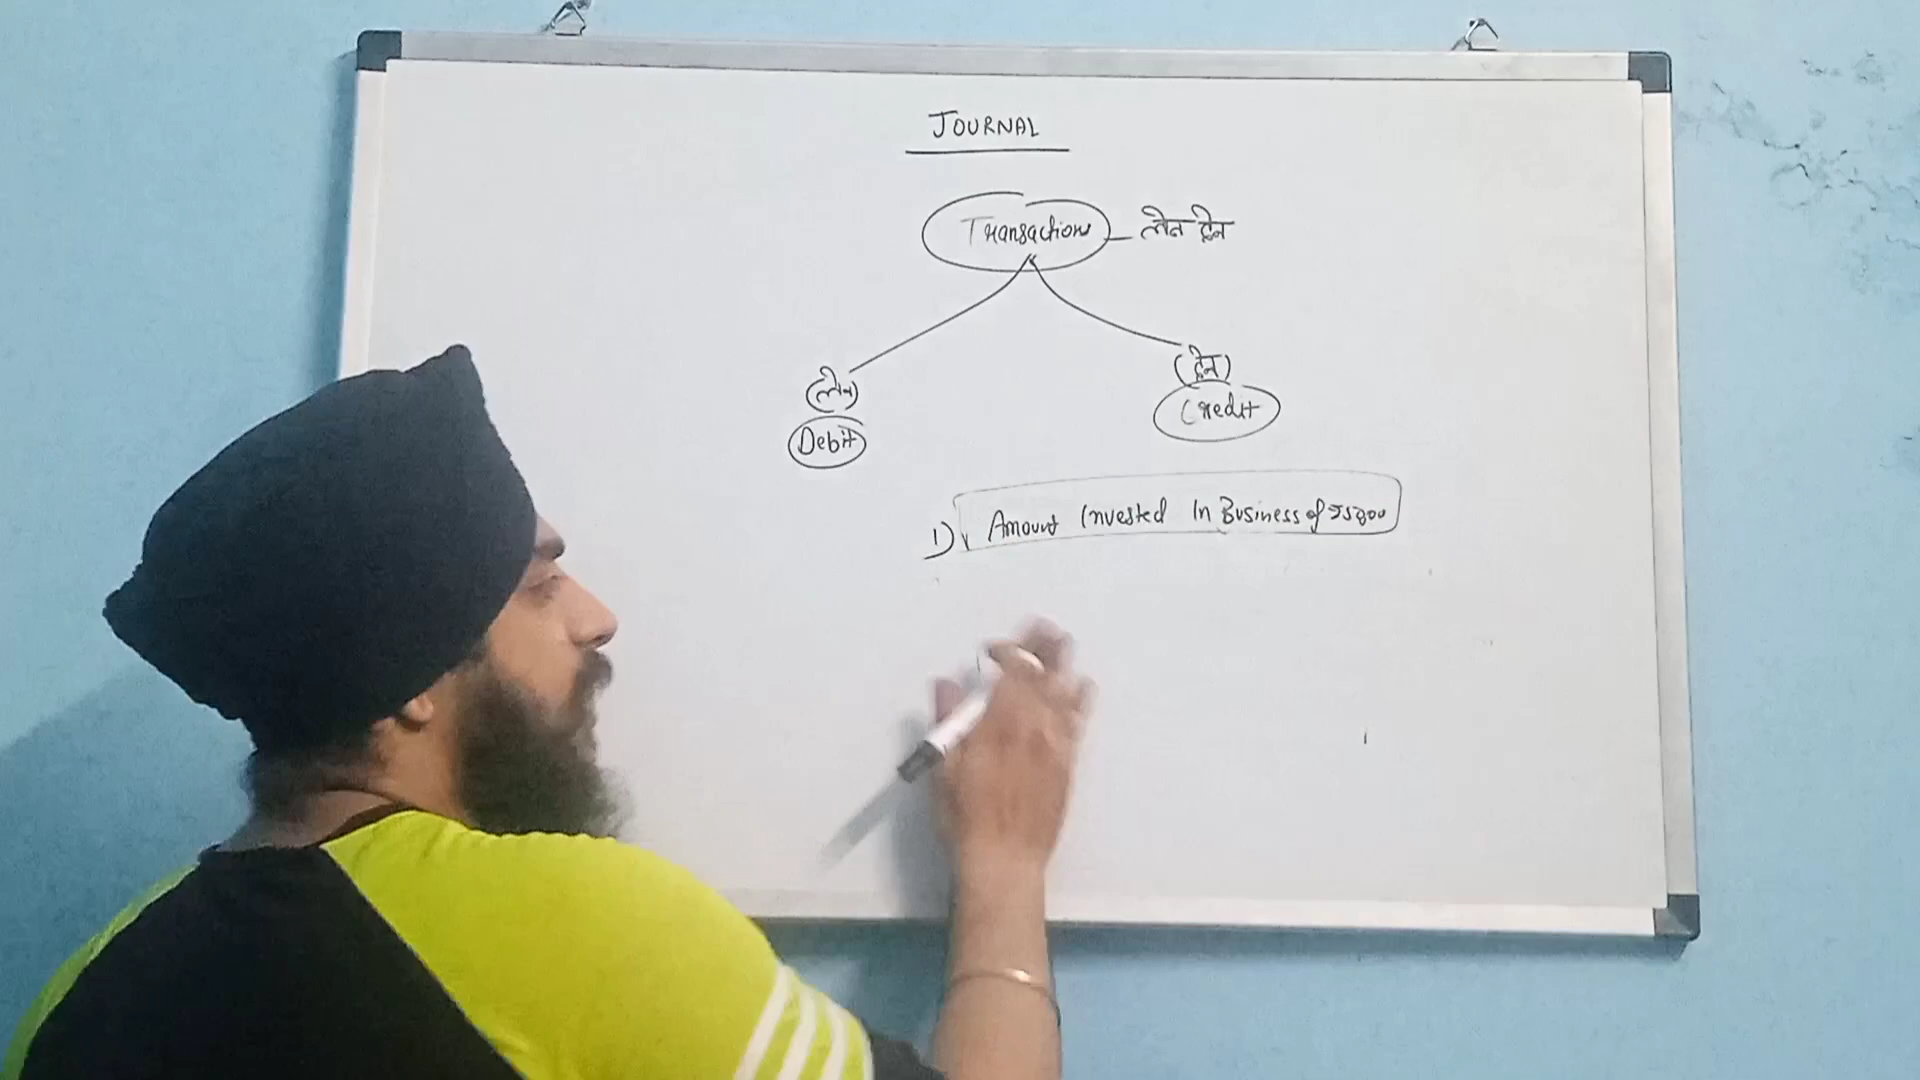 JOURNAL
Transaction - लेन देन
(लेन)
(देन)
Debit
Credit
1) Amount Invested In Business of